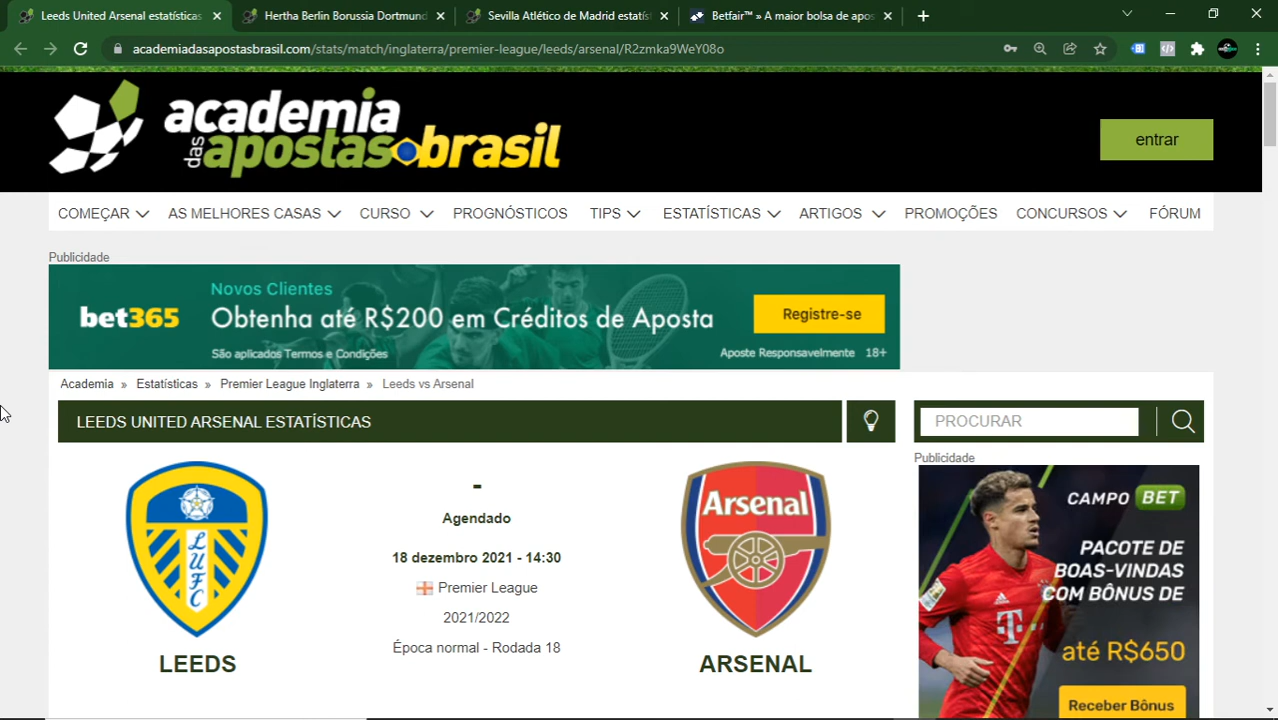 Leeds United Arsenal estatísticas
Hertha Berlin Borussia Dortmund
Sevilla Atlético de Madrid estatíst
Betfair™ » A maior bolsa de apos
academiadasapostasbrasil.com/stats/match/inglaterra/premier-league/leeds/arsenal/R2zmka9WeY08o
academia
das apostas brasil
entrar
COMEÇAR
AS MELHORES CASAS
CURSO
PROGNÓSTICOS
TIPS
ESTATÍSTICAS
ARTIGOS
PROMOÇÕES
CONCURSOS
FÓRUM
Publicidade
Novos Clientes
bet365
Obtenha até R$200 em Créditos de Aposta
Registre-se
São aplicados Termos e Condições
Aposte Responsavelmente 18+
Academia » Estatísticas » Premier League Inglaterra » Leeds vs Arsenal
LEEDS UNITED ARSENAL ESTATÍSTICAS
PROCURAR
Publicidade
LUFC
-
Agendado
18 dezembro 2021 - 14:30
Premier League
2021/2022
Época normal - Rodada 18
Arsenal
LEEDS
ARSENAL
CAMPO BET
PACOTE DE
BOAS-VINDAS
COM BÔNUS DE
até R$650
Receber Bônus